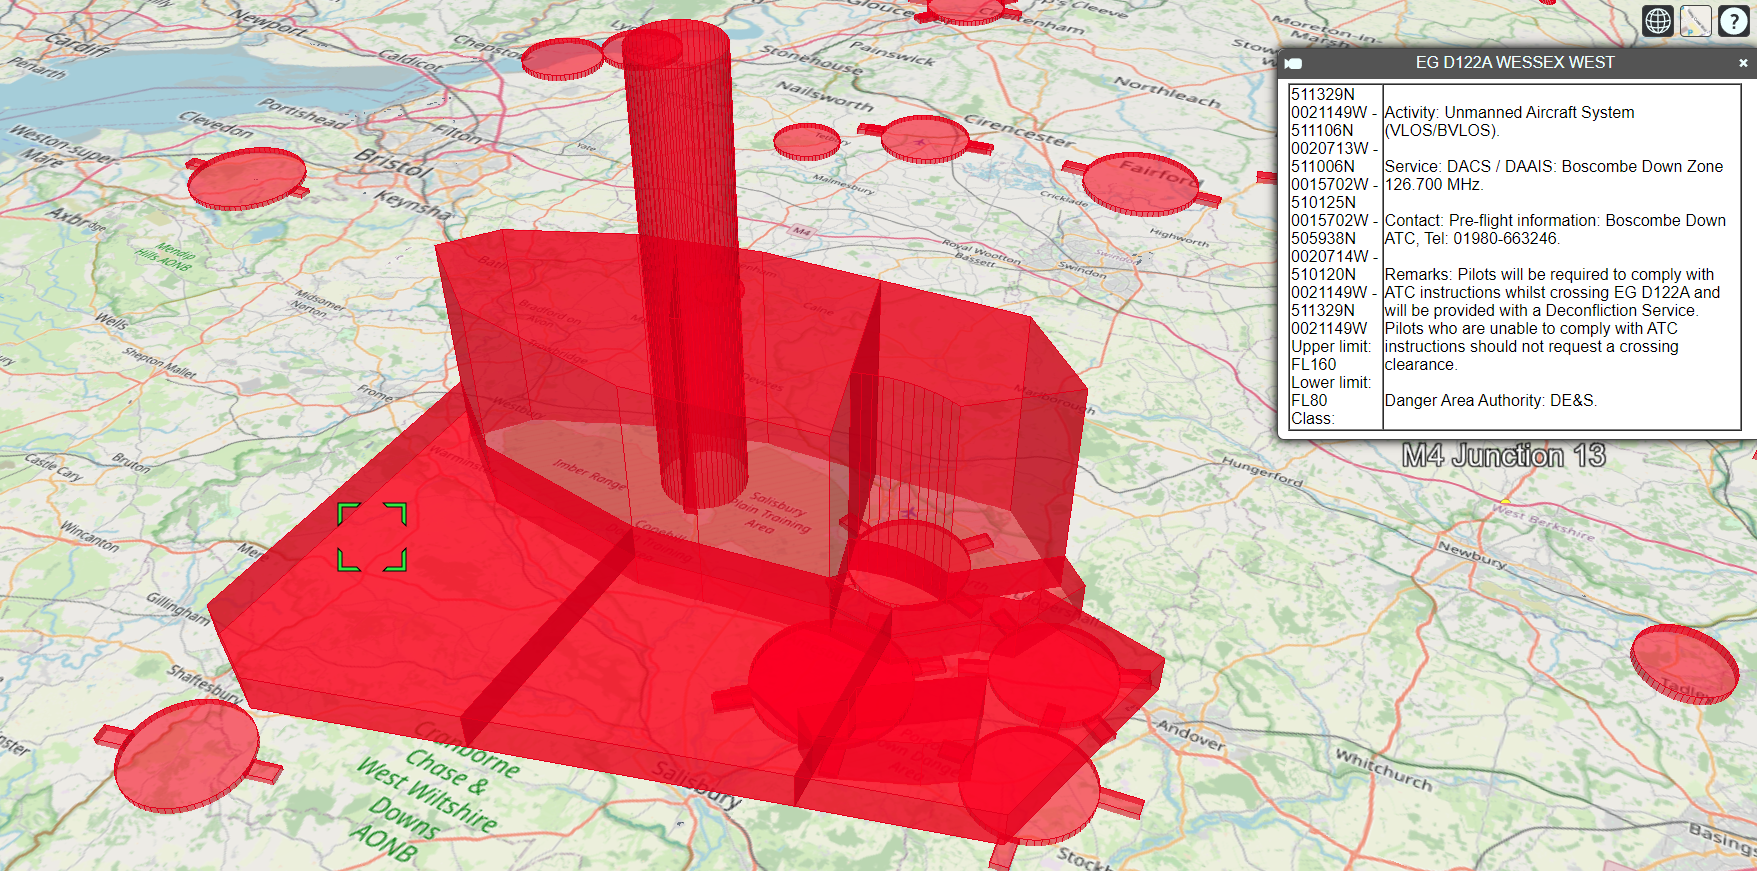 EG D122A WESSEX WEST
×
?
511329N
0021149W -
511106N
0020713W -
511006N
0015702W -
510125N
0015702W -
505938N
0020714W -
510120N
0021149W -
511329N
0021149W
Upper limit:
FL160
Lower limit:
FL80
Class:
Activity: Unmanned Aircraft System
(VLOS/BVLOS).
Service: DACS / DAAIS: Boscombe Down Zone
126.700 MHz.
Contact: Pre-flight information: Boscombe Down
ATC, Tel: 01980-663246.
Remarks: Pilots will be required to comply with
ATC instructions whilst crossing EG D122A and
will be provided with a Deconfliction Service.
Pilots who are unable to comply with ATC
instructions should not request a crossing
clearance.
Danger Area Authority: DE&S.
Newport
Cardiff
Penarth
Chepstow
Caldicot
Portishead
Clevedon
Filton
Yate
Weston-super-
Mare
Bristol
Keynsha
Axbridge
Mendip
Hills AONB
Midsomer
Norton
Wells
Shepton Mallet
Frome
Castle Cary
Bruton
Wincanton
Gillingham
Shaftesbury
Stonehouse
Painswick
Nailsworth
Cirencester
Northleach
Moreton-in-
Marsh
Malmesbury
Cricklade
Fairford
Highworth
Royal Wootton
Bassett
Swindon
M4
Bath
Calne
Devizes
Marlborough
Westbury
Warminster
Imber Range
Salisbury
Plain Training
Area
Hungerford
M4 Junction 13
West Berkshire
Newbury
Tadley
Andover
Whitchurch
Salisbury
Cranborne
Chase &
West Wiltshire
Downs
AONB
Basings
Stockb